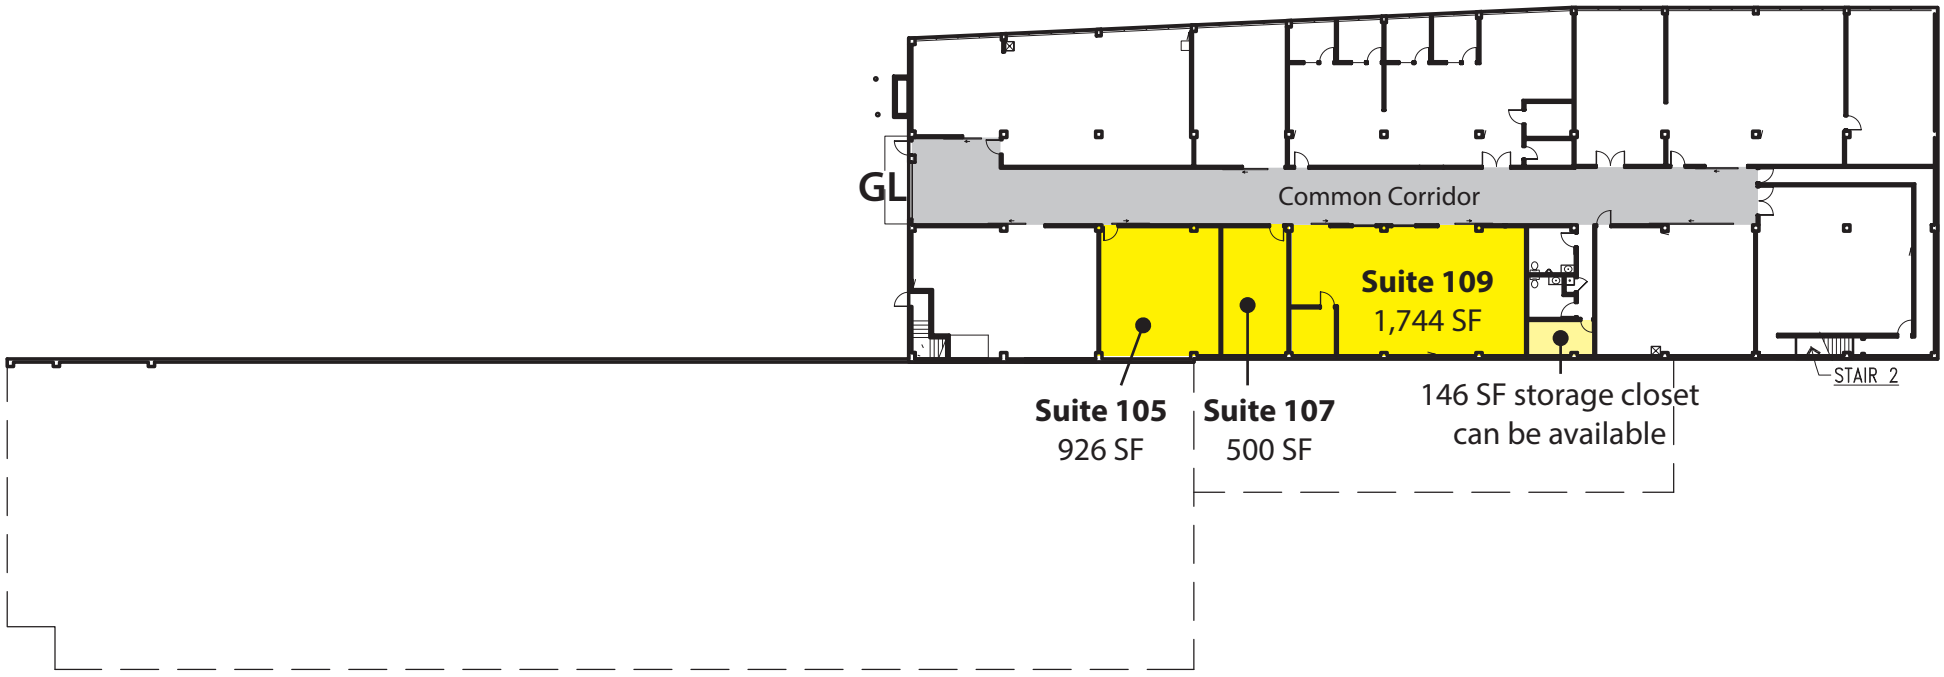 GL
Common Corridor
Suite 109
1,744 SF
STAIR 2
Suite 105
926 SF
Suite 107
500 SF
146 SF storage closet
can be available